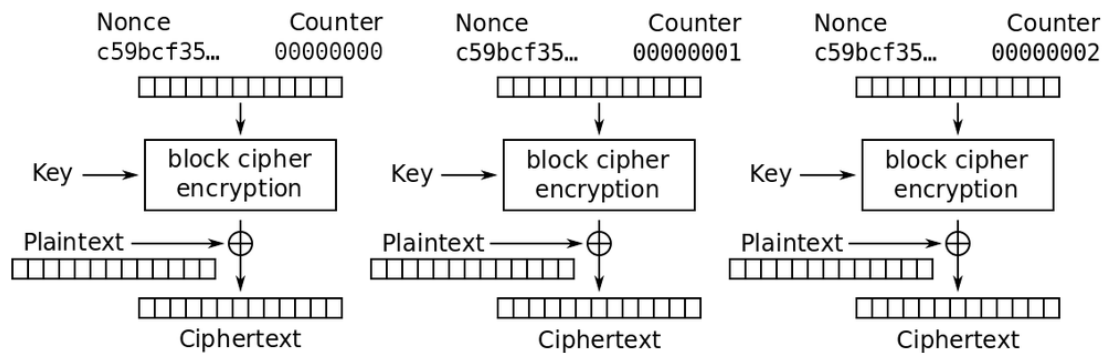 Nonce Counter Nonce Counter Nonce Counter
c59bcf35… 00000000 c59bcf35… 00000001 c59bcf35… 00000002
block cipher block cipher block cipher
Key Key Key
encryption encryption encryption
Plaintext Plaintext Plaintext
Ciphertext Ciphertext Ciphertext